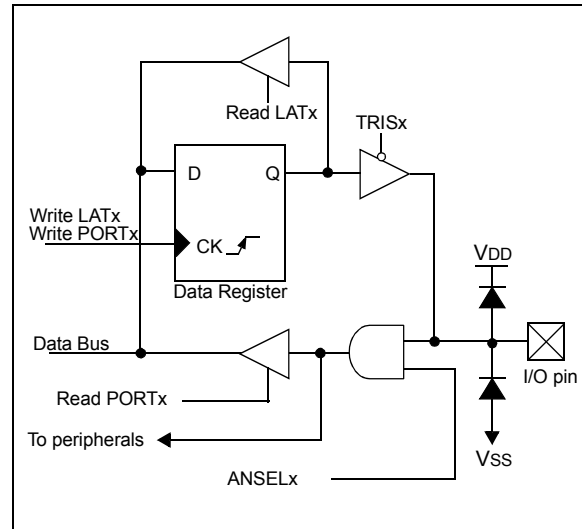 Read LATx
TRISx
D
Q
Write LATx
Write PORTx
CK
Data Register
VDD
Data Bus
I/O pin
Read PORTx
To peripherals
VSS
ANSELx